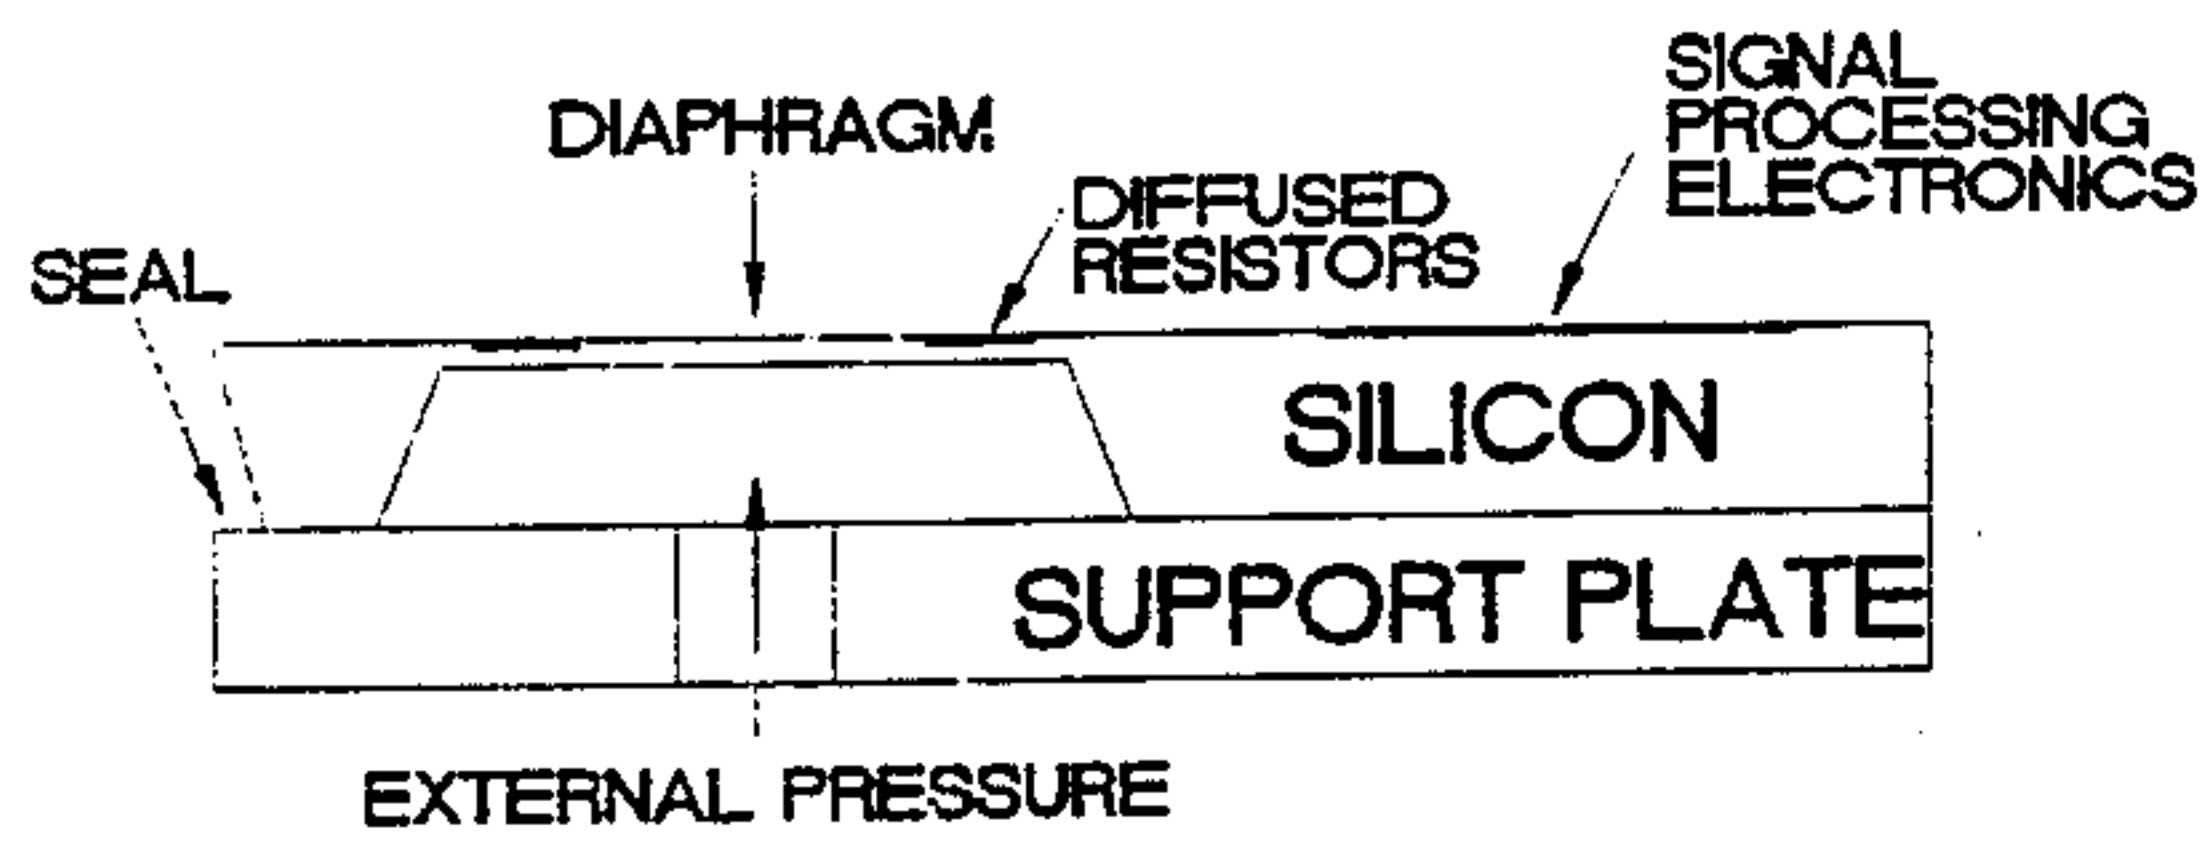 SIGNAL
PROCESSING
ELECTRONICS
DIAPHRAGM
DIFFUSED
RESISTORS
SEAL
SILICON
SUPPORT PLATE
EXTERNAL PRESSURE